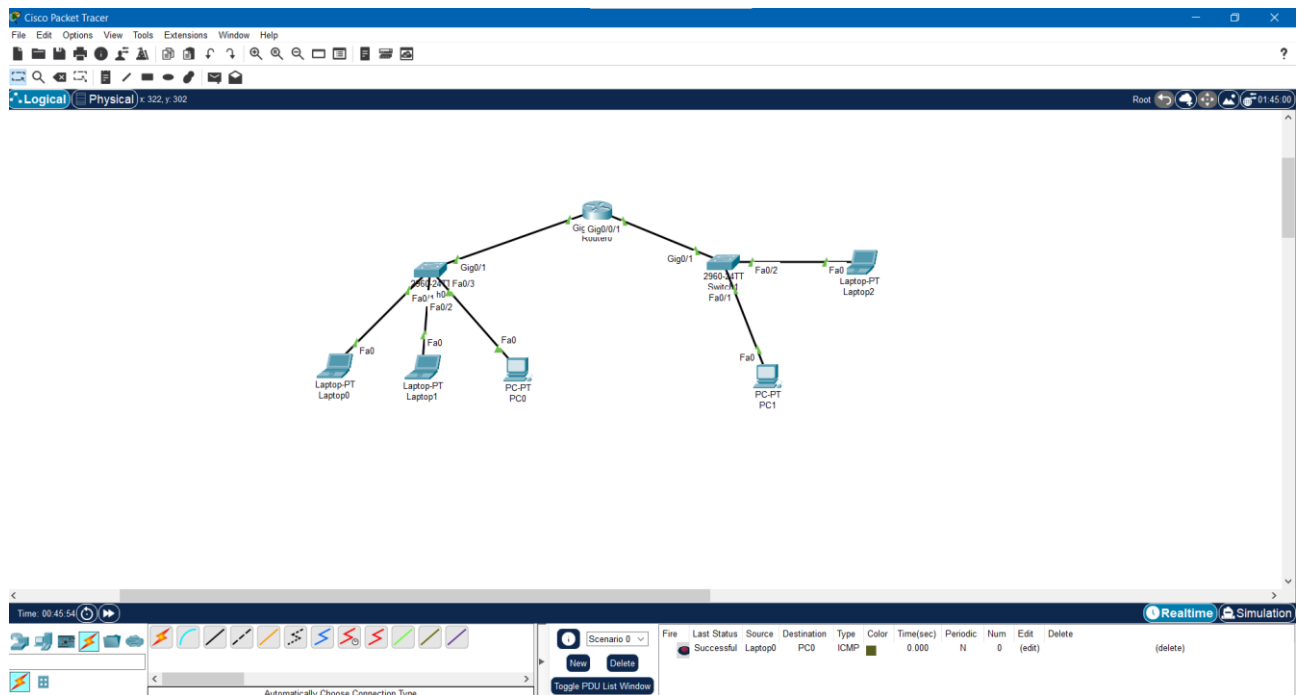 Cisco Packet Tracer
File Edit Options View Tools Extensions Window Help
?
Logical Physical x: 322, y: 302 Root 01:45:00
Gig0/0/1
Router0
Gig0/1
Gig0/1
2960-24TT
Switch1
Fa0/2
Fa0
Laptop-PT
Laptop2
Fa0/1
Fa0/3
Fa0/1
Fa0/2
Fa0
Fa0
Fa0
Fa0
Laptop-PT
Laptop0
Laptop-PT
Laptop1
PC-PT
PC0
PC-PT
PC1
Time: 00:45:54 Realtime Simulation
Scenario 0
New Delete
Toggle PDU List Window
Fire Last Status Source Destination Type Color Time(sec) Periodic Num Edit Delete
Successful Laptop0 PC0 ICMP 0.000 N 0 (edit) (delete)
Automatically Choose Connection Type